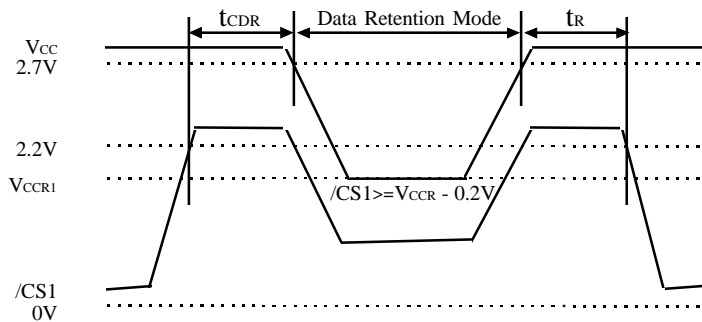 tCDR
Data Retention Mode
tR
VCC
2.7V
2.2V
VCCR1
/CS1>=VCCR - 0.2V
/CS1
0V